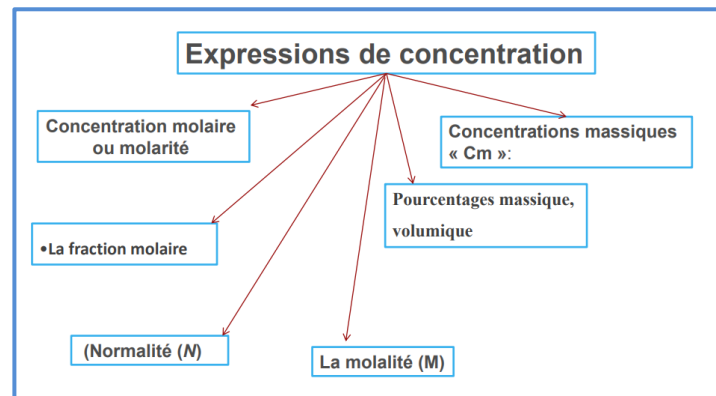 Expressions de concentration
Concentration molaire
ou molarité
Concentrations massiques
« Cm »:
Pourcentages massique,
volumique
•La fraction molaire
(Normalité (N)
La molalité (M)